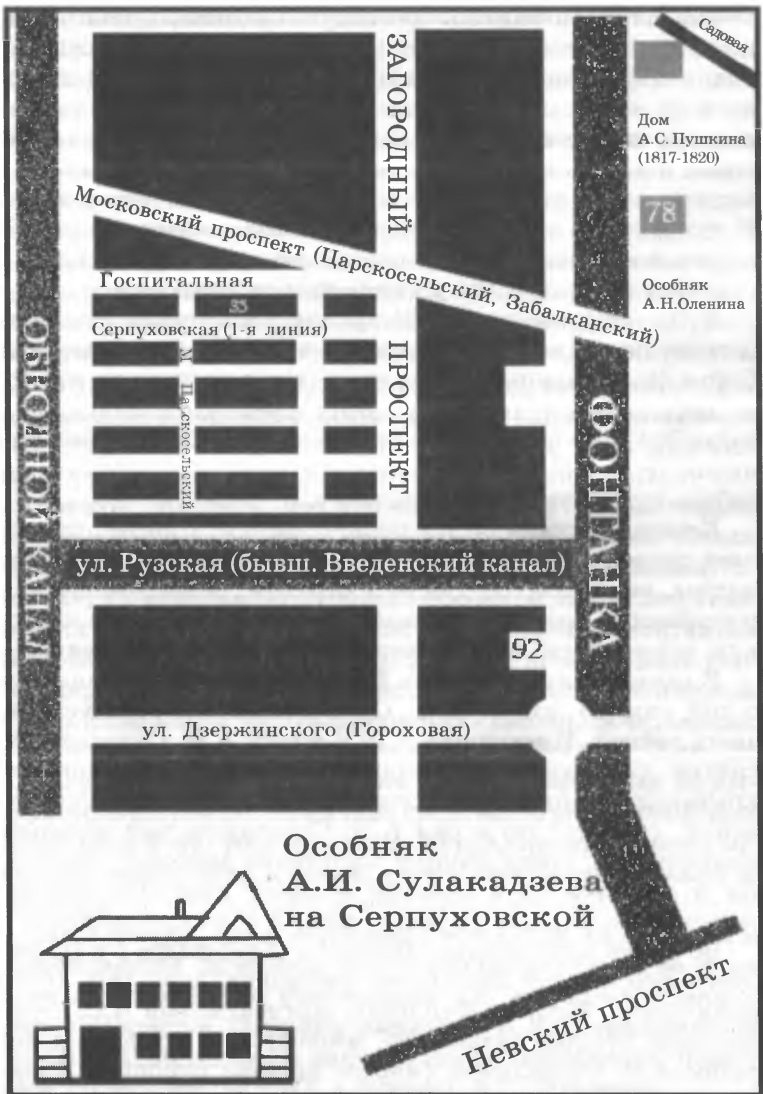 Садовая
ЗАГОРОДНЫЙ ПРОСПЕКТ
Дом
А.С. Пушкина
(1817-1820)
78
Московский проспект (Царскосельский, Забалканский)
Особняк
А.Н.Оленина
Госпитальная
Серпуховская (1-я линия)
М. Царскосельский
ОБВОДНОЙ КАНАЛ
ФОНТАНКА
ул. Рузская (бывш. Введенский канал)
92
ул. Дзержинского (Гороховая)
Особняк
А.И. Сулакадзева
на Серпуховской
Невский проспект